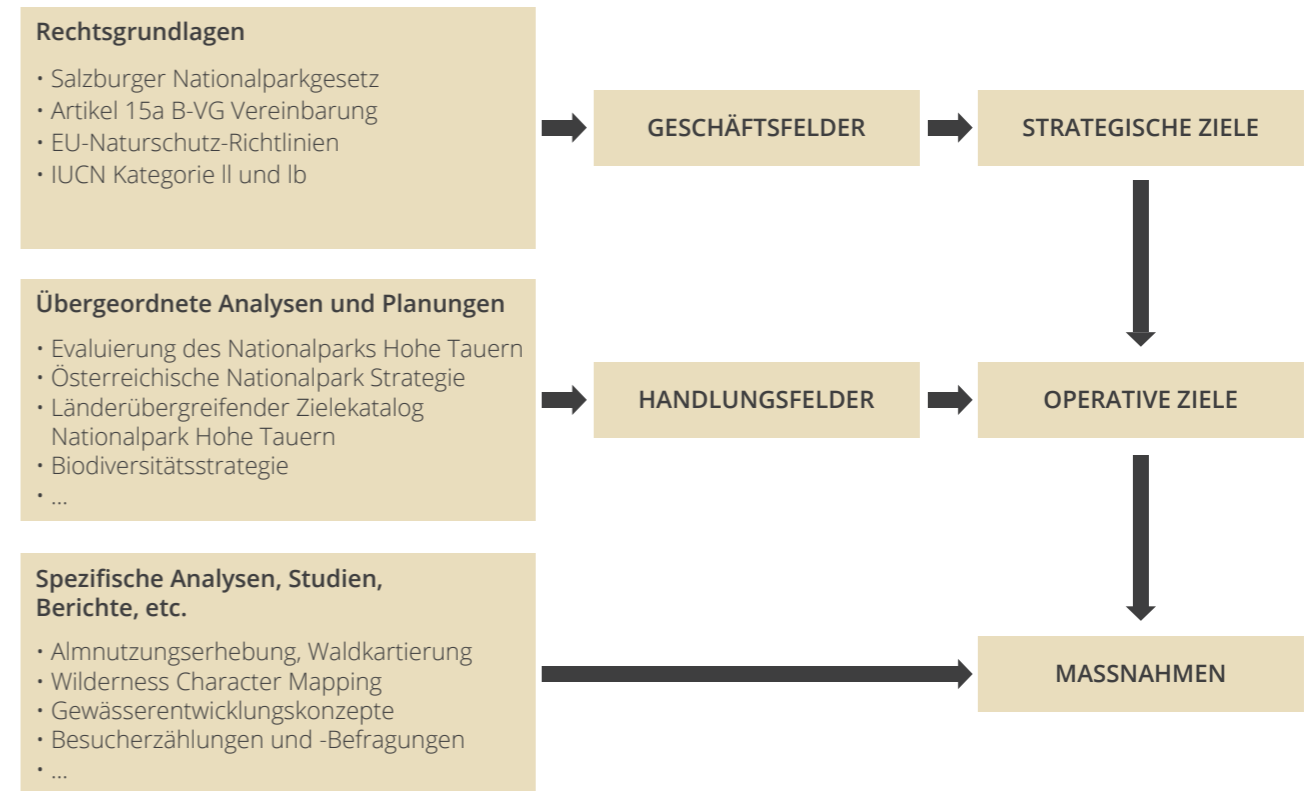 Rechtsgrundlagen
· Salzburger Nationalparkgesetz
· Artikel 15a B-VG Vereinbarung
· EU-Naturschutz-Richtlinien
· IUCN Kategorie ll und lb
GESCHÄFTSFELDER
STRATEGISCHE ZIELE
Übergeordnete Analysen und Planungen
· Evaluierung des Nationalparks Hohe Tauern
· Österreichische Nationalpark Strategie
· Länderübergreifender Zielekatalog
Nationalpark Hohe Tauern
· Biodiversitätsstrategie
· ...
HANDLUNGSFELDER
OPERATIVE ZIELE
Spezifische Analysen, Studien,
Berichte, etc.
· Almnutzungserhebung, Waldkartierung
· Wilderness Character Mapping
· Gewässerentwicklungskonzepte
· Besucherzählungen und -Befragungen
· ...
MASSNAHMEN